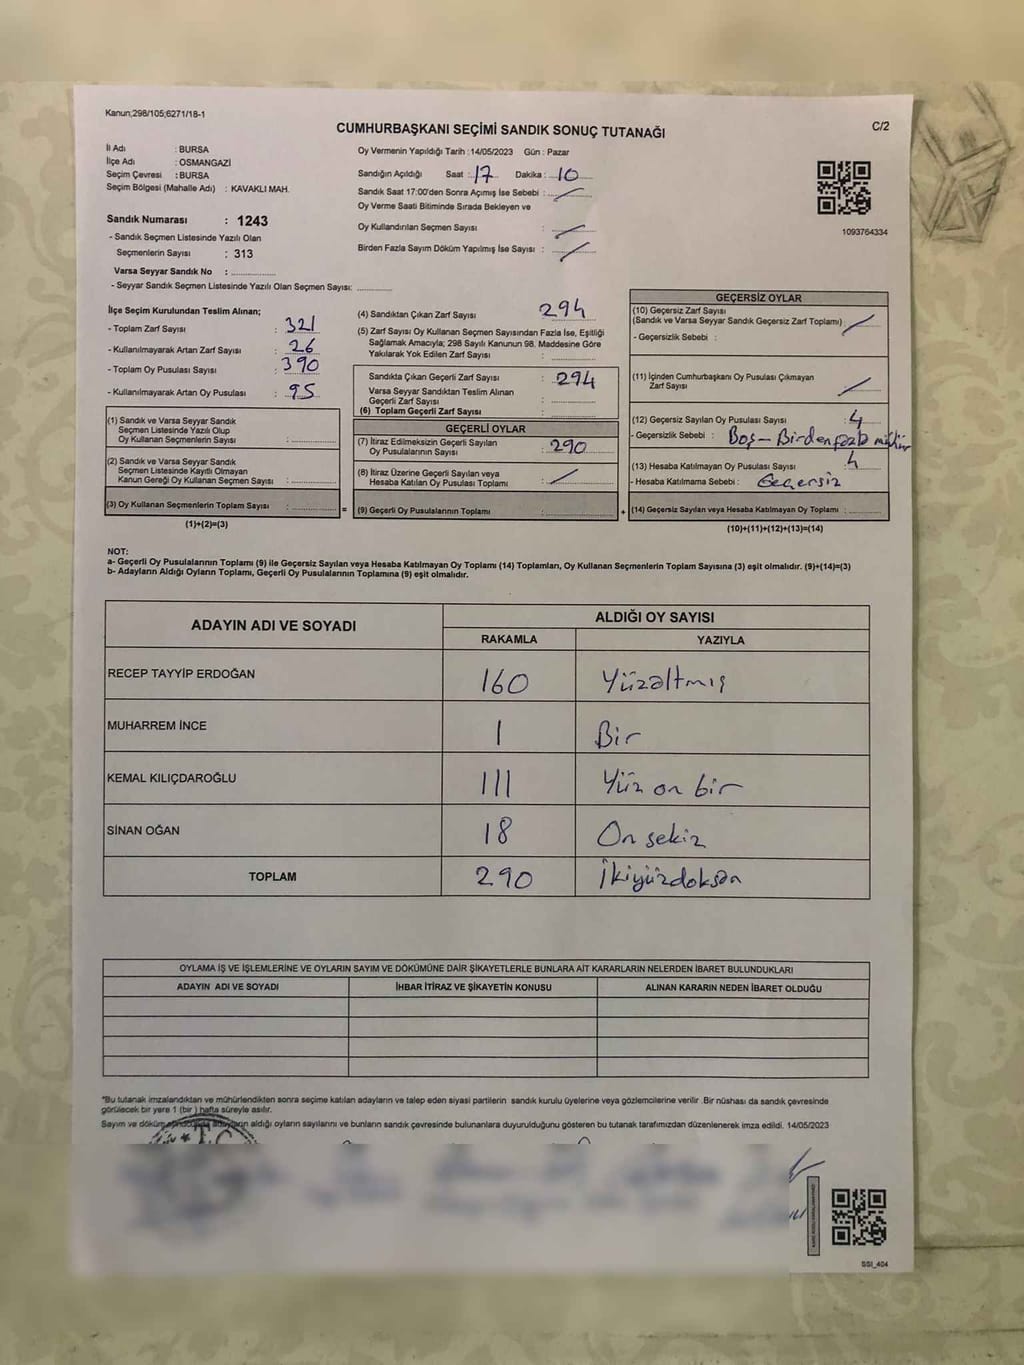 Kanun;298/105;6271/18-1
CUMHURBAŞKANI SEÇİMİ SANDIK SONUÇ TUTANAĞI
C/2
İl Adı : BURSA
İlçe Adı : OSMANGAZİ
Seçim Çevresi : BURSA
Seçim Bölgesi (Mahalle Adı) : KAVAKLI MAH.
Sandık Numarası : 1243
- Sandık Seçmen Listesinde Yazılı Olan
Seçmenlerin Sayısı : 313
Varsa Seyyar Sandık No : ..............
- Seyyar Sandık Seçmen Listesinde Yazılı Olan Seçmen Sayısı: ............
Oy Vermenin Yapıldığı Tarih :14/05/2023 Gün : Pazar
Sandığın Açıldığı Saat : 17 Dakika : 10
Sandık Saat 17:00'den Sonra Açımış İse Sebebi :
Oy Verme Saati Bitiminde Sırada Bekleyen ve
Oy Kullandırılan Seçmen Sayısı :
Birden Fazla Sayım Döküm Yapılmış İse Sayısı :
1093764334
İlçe Seçim Kurulundan Teslim Alınan;
- Toplam Zarf Sayısı : 321
- Kullanılmayarak Artan Zarf Sayısı : 26
- Toplam Oy Pusulası Sayısı : 390
- Kullanılmayarak Artan Oy Pusulası : 95
(1) Sandık ve Varsa Seyyar Sandık
Seçmen Listesinde Yazılı Olup
Oy Kullanan Seçmenlerin Sayısı :
(2) Sandık ve Varsa Seyyar Sandık
Seçmen Listesinde Kayıtlı Olmayan
Kanun Gereği Oy Kullanan Seçmen Sayısı :
(3) Oy Kullanan Seçmenlerin Toplam Sayısı :
(1)+(2)=(3)
(4) Sandıktan Çıkan Zarf Sayısı : 294
(5) Zarf Sayısı Oy Kullanan Seçmen Sayısından Fazla İse, Eşitliği
Sağlamak Amacıyla; 298 Sayılı Kanunun 98. Maddesine Göre
Yakılarak Yok Edilen Zarf Sayısı :
Sandıkta Çıkan Geçerli Zarf Sayısı : 294
Varsa Seyyar Sandıktan Teslim Alınan
Geçerli Zarf Sayısı :
(6) Toplam Geçerli Zarf Sayısı :
GEÇERLİ OYLAR
(7) İtiraz Edilmeksizin Geçerli Sayılan
Oy Pusulalarının Sayısı : 290
(8) İtiraz Üzerine Geçerli Sayılan veya
Hesaba Katılan Oy Pusulası Toplamı :
=
(9) Geçerli Oy Pusulalarının Toplamı :
+
GEÇERSİZ OYLAR
(10) Geçersiz Zarf Sayısı
(Sandık ve Varsa Seyyar Sandık Geçersiz Zarf Toplamı) :
- Geçersizlik Sebebi :
(11) İçinden Cumhurbaşkanı Oy Pusulası Çıkmayan
Zarf Sayısı :
(12) Geçersiz Sayılan Oy Pusulası Sayısı : 4
- Geçersizlik Sebebi : Boş - Birden fazla mühür
(13) Hesaba Katılmayan Oy Pusulası Sayısı : 4
- Hesaba Katılmama Sebebi : Geçersiz
(14) Geçersiz Sayılan veya Hesaba Katılmayan Oy Toplamı :
(10)+(11)+(12)+(13)=(14)
NOT:
a- Geçerli Oy Pusulalarının Toplamı (9) ile Geçersiz Sayılan veya Hesaba Katılmayan Oy Toplamı (14) Toplamları, Oy Kullanan Seçmenlerin Toplam Sayısına (3) eşit olmalıdır. (9)+(14)=(3)
b- Adayların Aldığı Oyların Toplamı, Geçerli Oy Pusulalarının Toplamına (9) eşit olmalıdır.
ADAYIN ADI VE SOYADI
ALDIĞI OY SAYISI
RAKAMLA YAZIYLA
RECEP TAYYİP ERDOĞAN 160 Yüzaltmış
MUHARREM İNCE 1 Bir
KEMAL KILIÇDAROĞLU 111 Yüz on bir
SİNAN OĞAN 18 On sekiz
TOPLAM 290 İkiyüzdoksan
OYLAMA İŞ VE İŞLEMLERİNE VE OYLARIN SAYIM VE DÖKÜMÜNE DAİR ŞİKAYETLERLE BUNLARA AİT KARARLARIN NELERDEN İBARET BULUNDUKLARI
ADAYIN ADI VE SOYADI İHBAR İTİRAZ VE ŞİKAYETİN KONUSU ALINAN KARARIN NEDEN İBARET OLDUĞU
*Bu tutanak imzalandıktan ve mühürlendikten sonra seçime katılan adayların ve talep eden siyasi partilerin sandık kurulu üyelerine veya gözlemcilerine verilir .Bir nüshası da sandık çevresinde
görülecek bir yere 1 (bir ) hafta süreyle asılır.
Sayım ve döküm adayların aldığı oyların sayılarını ve bunların sandık çevresinde bulunanlara duyurulduğunu gösteren bu tutanak tarafımızdan düzenlenerek imza edildi. 14/05/2023
T.C.
SSI_404